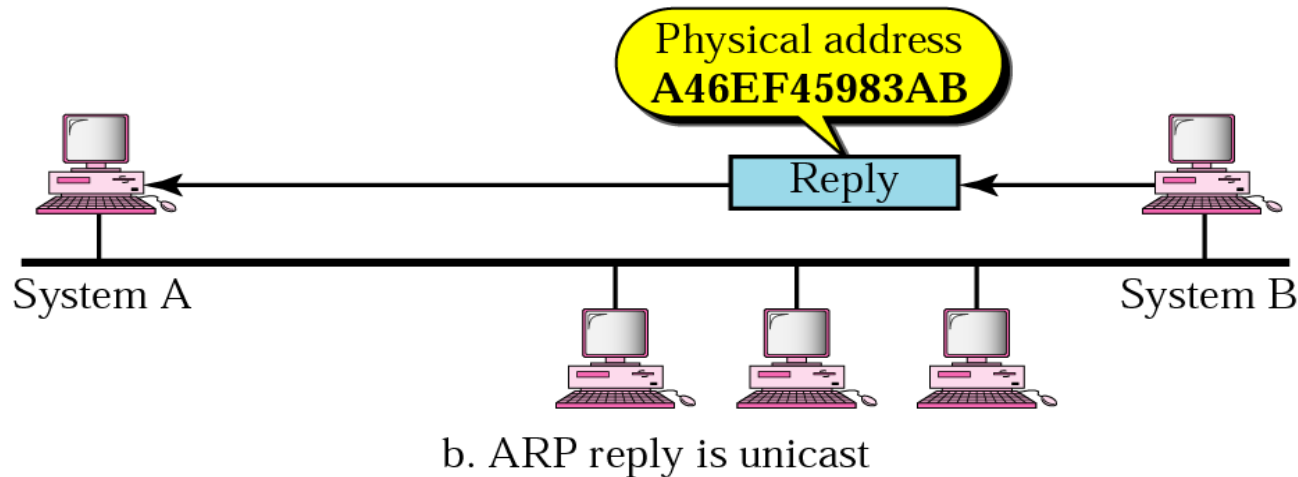 Physical address
A46EF45983AB
Reply
System A
System B
b. ARP reply is unicast